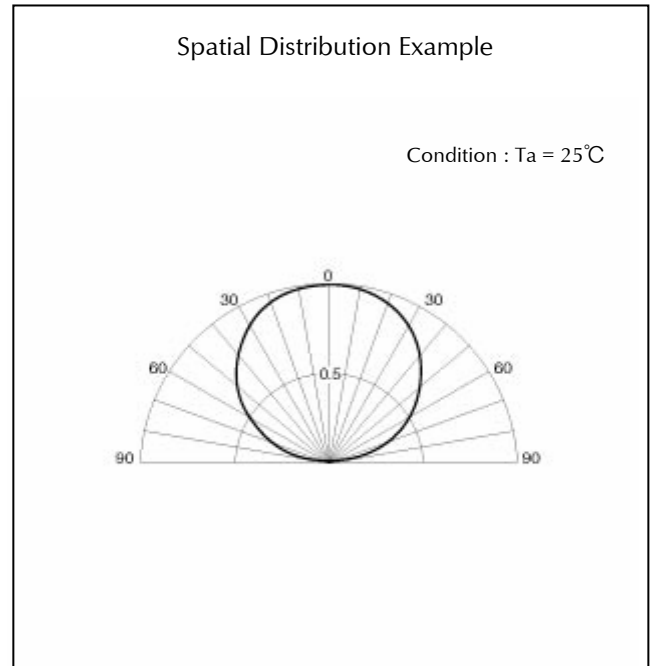 Spatial Distribution Example
Condition : Ta = 25℃
0
30 30
60 60
0.5
90 90